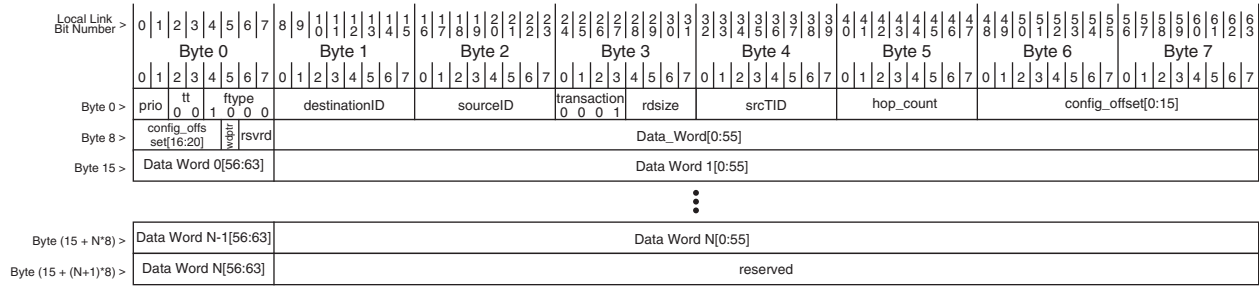 Local Link
Bit Number > 0 1 2 3 4 5 6 7 8 9 10 11 12 13 14 15 16 17 18 19 20 21 22 23 24 25 26 27 28 29 30 31 32 33 34 35 36 37 38 39 40 41 42 43 44 45 46 47 48 49 50 51 52 53 54 55 56 57 58 59 60 61 62 63
Byte 0 Byte 1 Byte 2 Byte 3 Byte 4 Byte 5 Byte 6 Byte 7
0 1 2 3 4 5 6 7 0 1 2 3 4 5 6 7 0 1 2 3 4 5 6 7 0 1 2 3 4 5 6 7 0 1 2 3 4 5 6 7 0 1 2 3 4 5 6 7 0 1 2 3 4 5 6 7 0 1 2 3 4 5 6 7
Byte 0 > prio tt ftype destinationID sourceID transaction rdsize srcTID hop_count config_offset[0:15]
0 0 1 0 0 0 0 0 0 1
Byte 8 > config_offs wdptr rsvrd Data_Word[0:55]
set[16:20]
Byte 15 > Data Word 0[56:63] Data Word 1[0:55]
Byte (15 + N*8) > Data Word N-1[56:63] Data Word N[0:55]
Byte (15 + (N+1)*8) > Data Word N[56:63] reserved